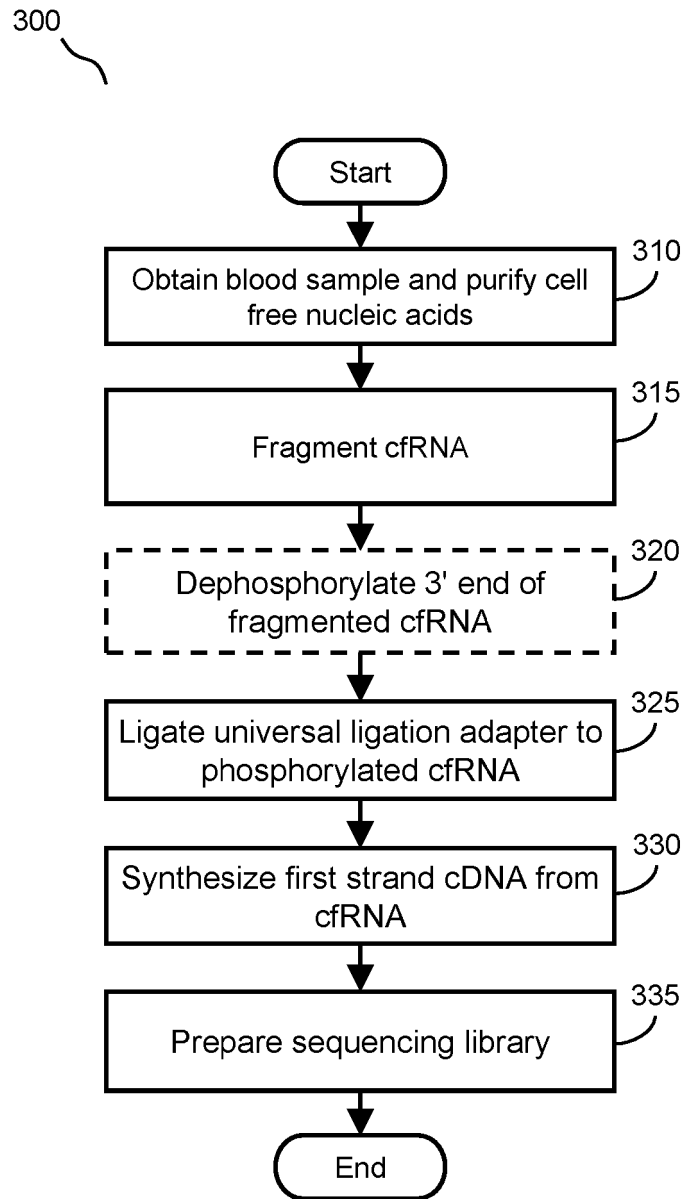 300
Start
310
Obtain blood sample and purify cell
free nucleic acids
315
Fragment cfRNA
320
Dephosphorylate 3' end of
fragmented cfRNA
325
Ligate universal ligation adapter to
phosphorylated cfRNA
330
Synthesize first strand cDNA from
cfRNA
335
Prepare sequencing library
End